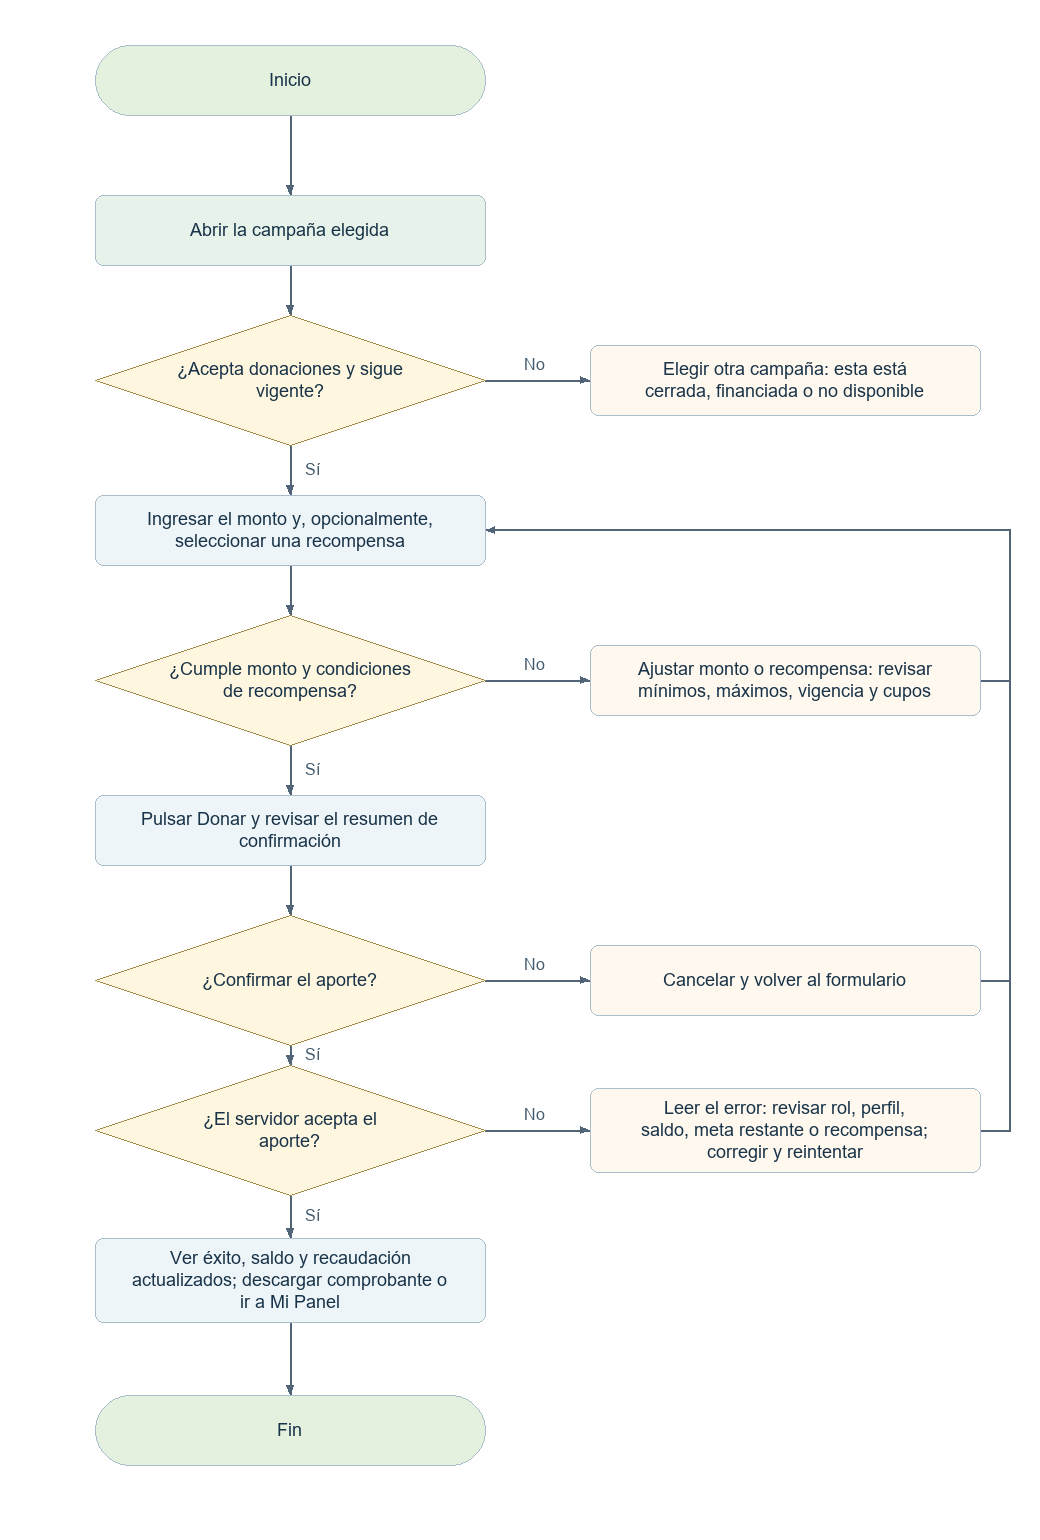 Inicio
Abrir la campaña elegida
¿Acepta donaciones y sigue
vigente?
No
Elegir otra campaña: esta está
cerrada, financiada o no disponible
Sí
Ingresar el monto y, opcionalmente,
seleccionar una recompensa
¿Cumple monto y condiciones
de recompensa?
No
Ajustar monto o recompensa: revisar
mínimos, máximos, vigencia y cupos
Sí
Pulsar Donar y revisar el resumen de
confirmación
¿Confirmar el aporte?
No
Cancelar y volver al formulario
Sí
¿El servidor acepta el
aporte?
No
Leer el error: revisar rol, perfil,
saldo, meta restante o recompensa;
corregir y reintentar
Sí
Ver éxito, saldo y recaudación
actualizados; descargar comprobante o
ir a Mi Panel
Fin